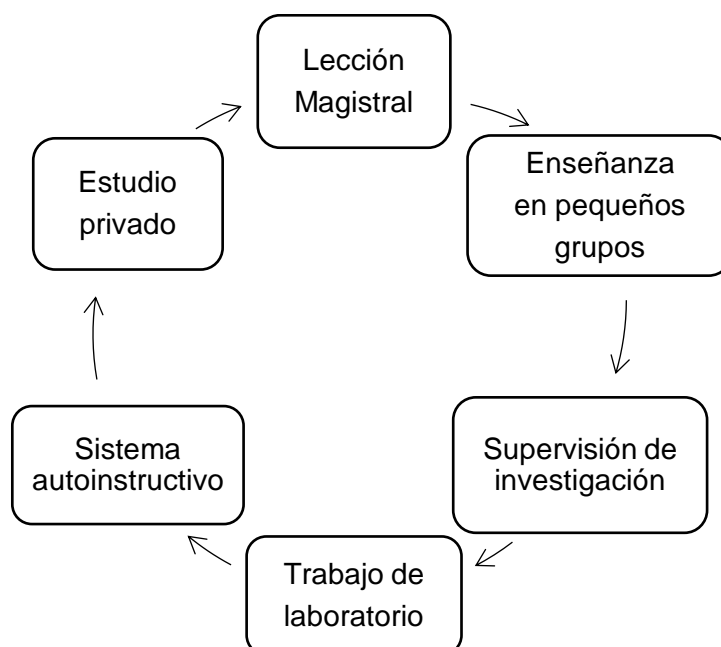 Lección
Magistral
Enseñanza
en pequeños
grupos
Supervisión de
investigación
Trabajo de
laboratorio
Sistema
autoinstructivo
Estudio
privado